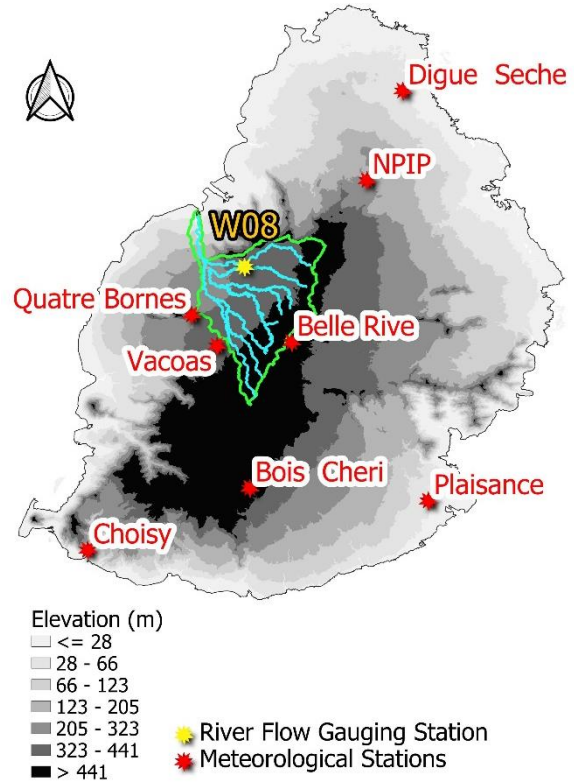 Digue Seche
NPIP
W08
Quatre Bornes
Belle Rive
Vacoas
Bois Cheri
Plaisance
Choisy
Elevation (m)
<= 28
28 - 66
66 - 123
123 - 205
205 - 323
323 - 441
> 441
River Flow Gauging Station
Meteorological Stations